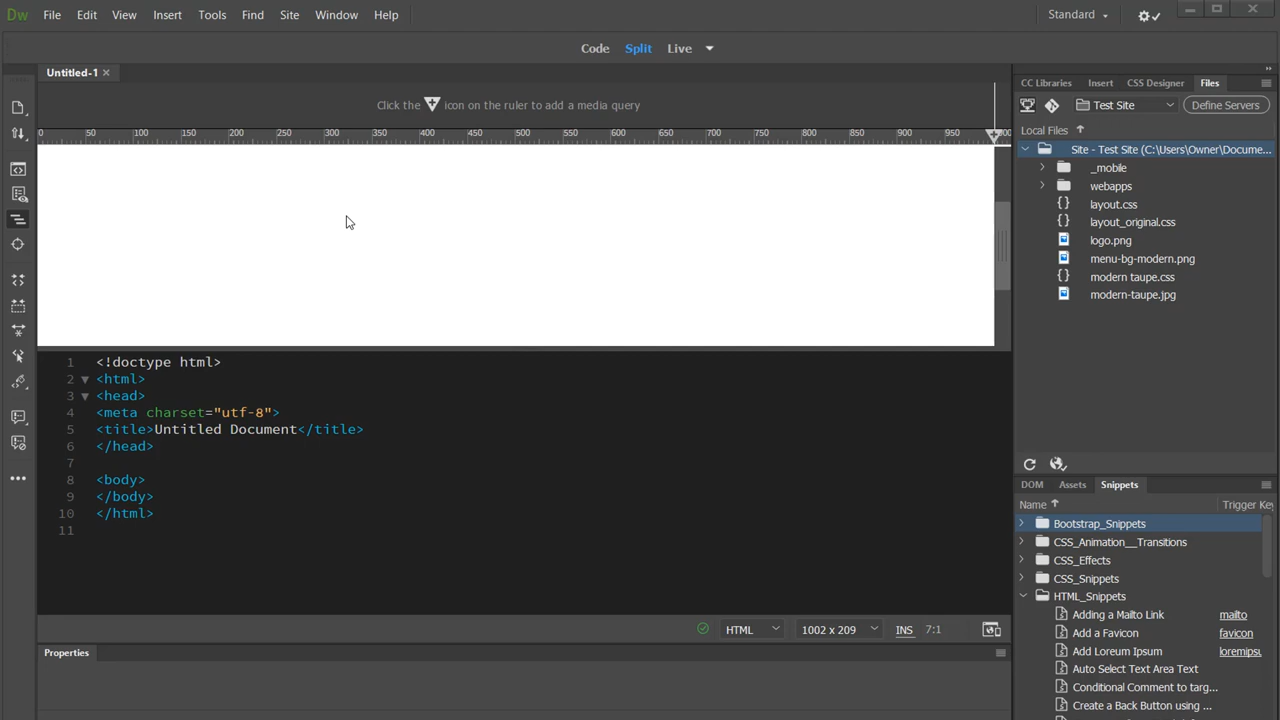 Dw File Edit View Insert Tools Find Site Window Help Standard
Code Split Live
Untitled-1
Click the icon on the ruler to add a media query
0 50 100 150 200 250 300 350 400 450 500 550 600 650 700 750 800 850 900 950
1 <!doctype html>
2 <html>
3 <head>
4 <meta charset="utf-8">
5 <title>Untitled Document</title>
6 </head>
7
8 <body>
9 </body>
10 </html>
11
HTML 1002 x 209 INS 7:1
Properties
CC Libraries Insert CSS Designer Files
Test Site Define Servers
Local Files
Site - Test Site (C:\Users\Owner\Docume...
_mobile
webapps
layout.css
layout_original.css
logo.png
menu-bg-modern.png
modern taupe.css
modern-taupe.jpg
DOM Assets Snippets
Name Trigger Key
Bootstrap_Snippets
CSS_Animation__Transitions
CSS_Effects
CSS_Snippets
HTML_Snippets
Adding a Mailto Link mailto
Add a Favicon favicon
Add Loreum Ipsum loremipsu
Auto Select Text Area Text
Conditional Comment to targ...
Create a Back Button using ...